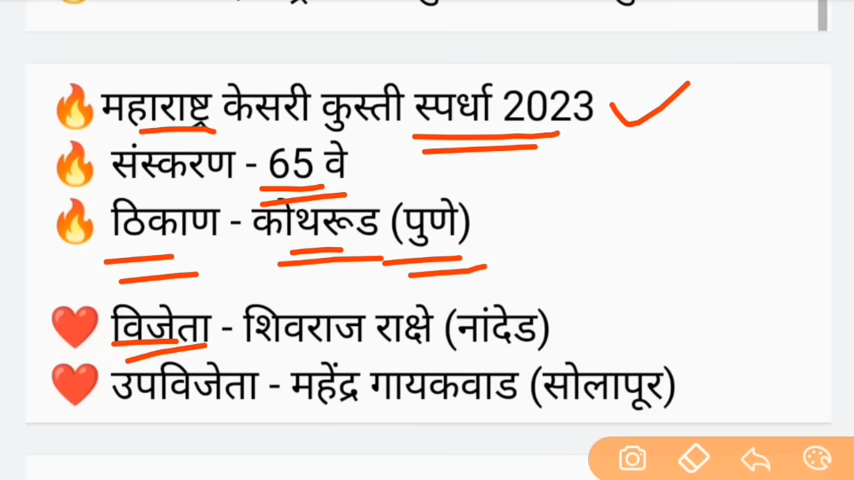 महाराष्ट्र केसरी कुस्ती स्पर्धा 2023
संस्करण - 65 वे
ठिकाण - कोथरूड (पुणे)
विजेता - शिवराज राक्षे (नांदेड)
उपविजेता - महेंद्र गायकवाड (सोलापूर)